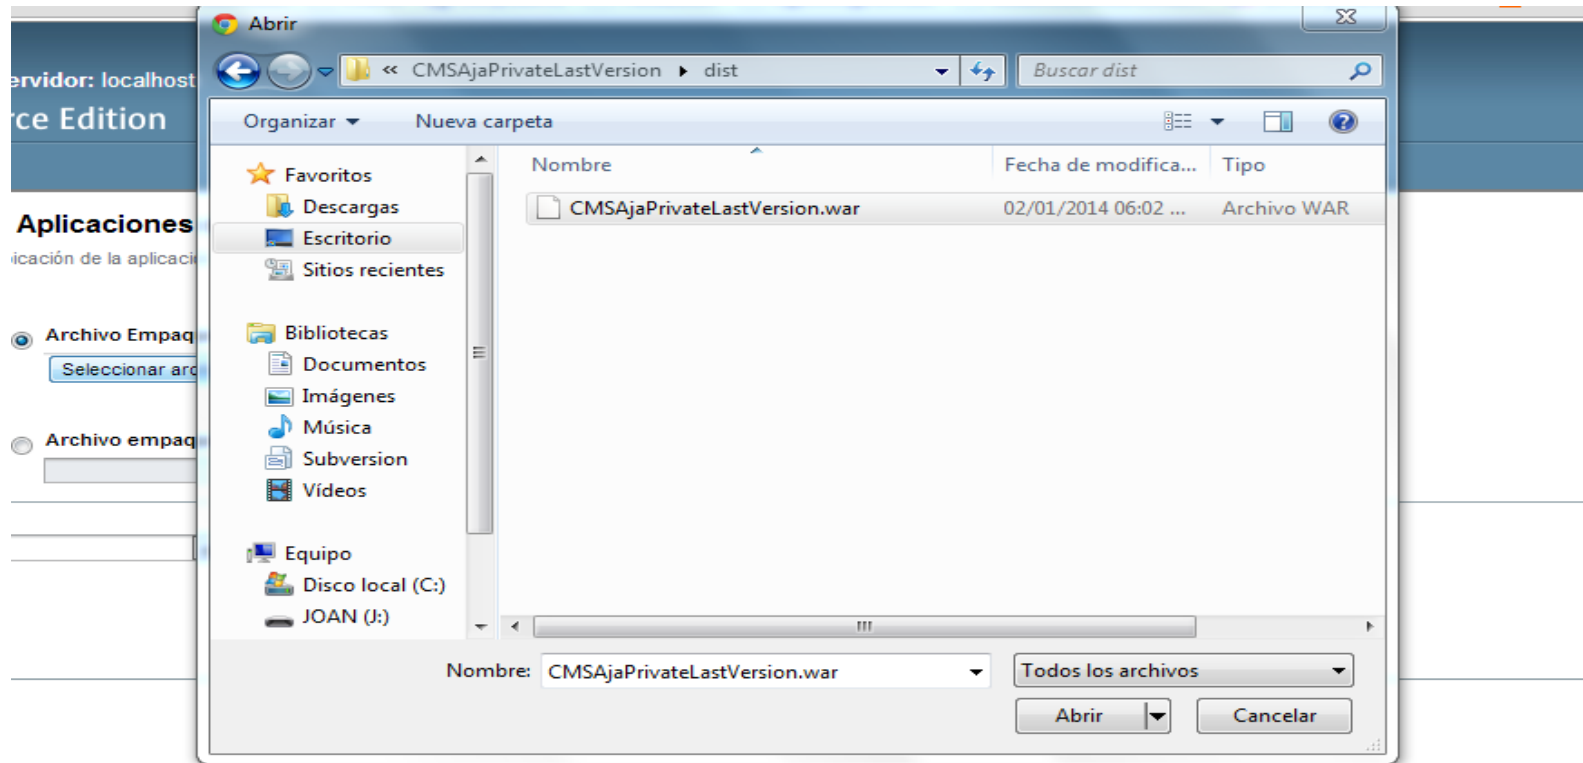 Abrir
ervidor: localhost
rce Edition
Aplicaciones
icación de la aplicaci
Archivo Empaq
Seleccionar arc
Archivo empaq
« CMSAjaPrivateLastVersion ▸ dist
Buscar dist
Organizar
Nueva carpeta
Favoritos
Descargas
Escritorio
Sitios recientes
Bibliotecas
Documentos
Imágenes
Música
Subversion
Vídeos
Equipo
Disco local (C:)
JOAN (J:)
Nombre Fecha de modifica... Tipo
CMSAjaPrivateLastVersion.war 02/01/2014 06:02 ... Archivo WAR
Nombre: CMSAjaPrivateLastVersion.war
Todos los archivos
Abrir
Cancelar